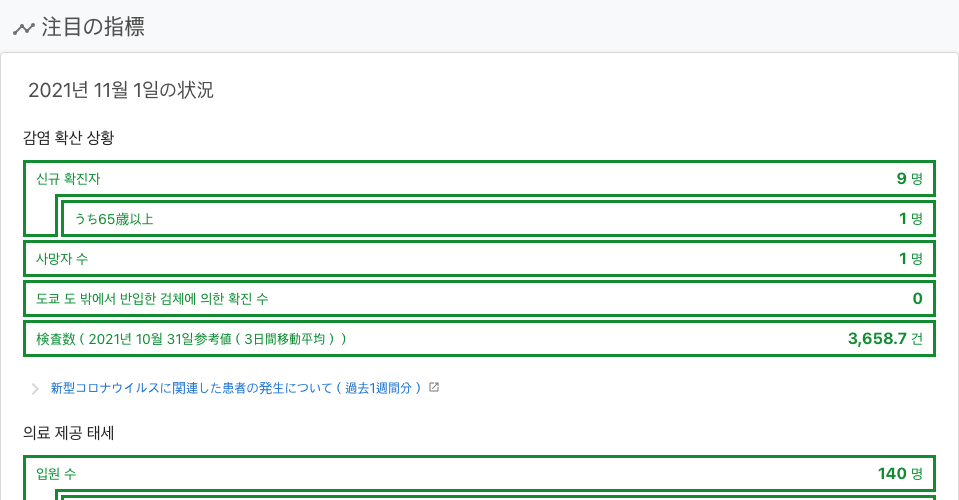 注目の指標
2021년 11월 1일の状況
감염 확산 상황
신규 확진자 9 명
うち65歳以上 1 명
사망자 수 1 명
도쿄 도 밖에서 반입한 검체에 의한 확진 수 0
検査数 ( 2021년 10월 31일参考値 ( 3日間移動平均 ) ) 3,658.7 건
新型コロナウイルスに関連した患者の発生について ( 過去1週間分 )
의료 제공 태세
입원 수 140 명